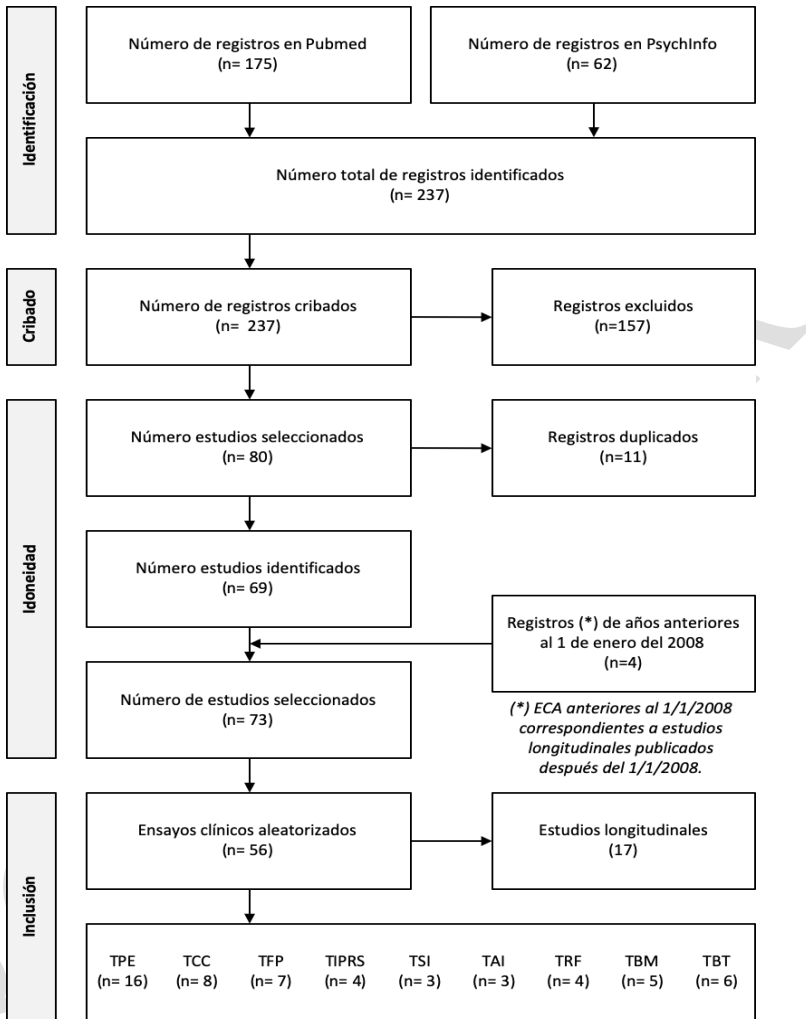 Identificación
Número de registros en Pubmed
(n= 175)
Número de registros en PsychInfo
(n= 62)
Número total de registros identificados
(n= 237)
Cribado
Número de registros cribados
(n=  237)
Registros excluidos
(n=157)
Idoneidad
Número estudios seleccionados
(n= 80)
Registros duplicados
(n=11)
Número estudios identificados
(n= 69)
Registros (*) de años anteriores
al 1 de enero del 2008
(n=4)
Número de estudios seleccionados
(n= 73)
(*) ECA anteriores al 1/1/2008
correspondientes a estudios
longitudinales publicados
después del 1/1/2008.
Inclusión
Ensayos clínicos aleatorizados
(n= 56)
Estudios longitudinales
(17)
TPE TCC TFP TIPRS TSI TAI TRF TBM TBT
(n= 16) (n= 8) (n= 7) (n= 4) (n= 3) (n= 3) (n= 4) (n= 5) (n= 6)